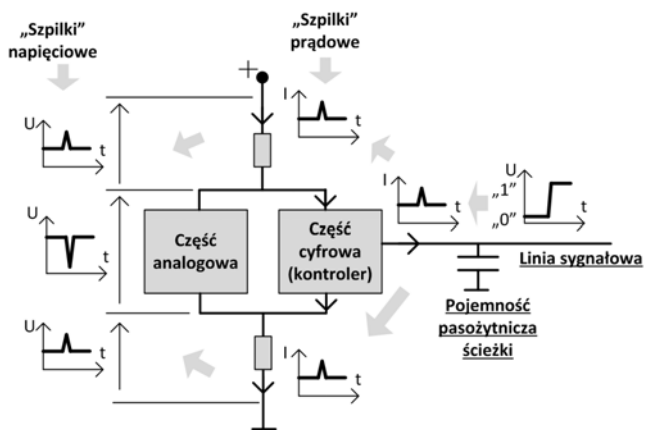 „Szpilki”
napięciowe
„Szpilki”
prądowe
+
I
t
U
t
I
t
U
„1”
„0”
t
U
t
Część
analogowa
Część
cyfrowa
(kontroler)
Linia sygnałowa
Pojemność
pasożytnicza
ścieżki
U
t
I
t